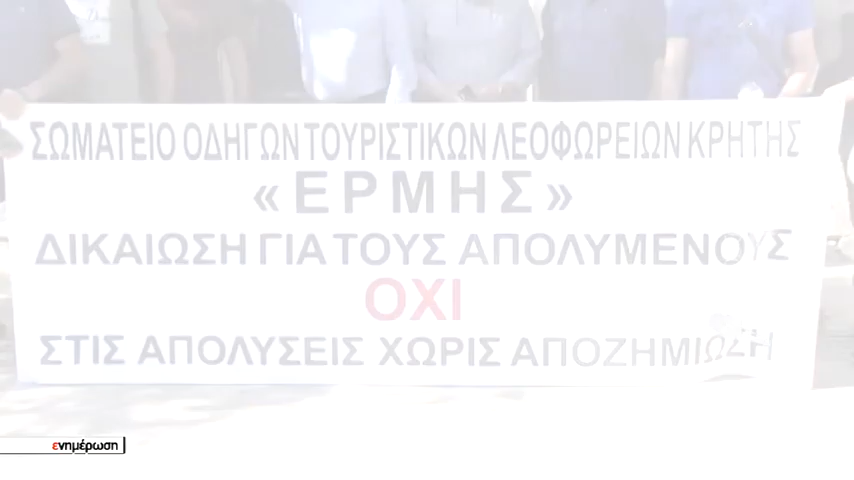 ΣΩΜΑΤΕΙΟ ΟΔΗΓΩΝ ΤΟΥΡΙΣΤΙΚΩΝ ΛΕΟΦΩΡΕΙΩΝ ΚΡΗΤΗΣ
«ΕΡΜΗΣ»
ΔΙΚΑΙΩΣΗ ΓΙΑ ΤΟΥΣ ΑΠΟΛΥΜΕΝΟΥΣ
ΟΧΙ
ΣΤΙΣ ΑΠΟΛΥΣΕΙΣ ΧΩΡΙΣ ΑΠΟΖΗΜΙΩΣΗ
ενημέρωση